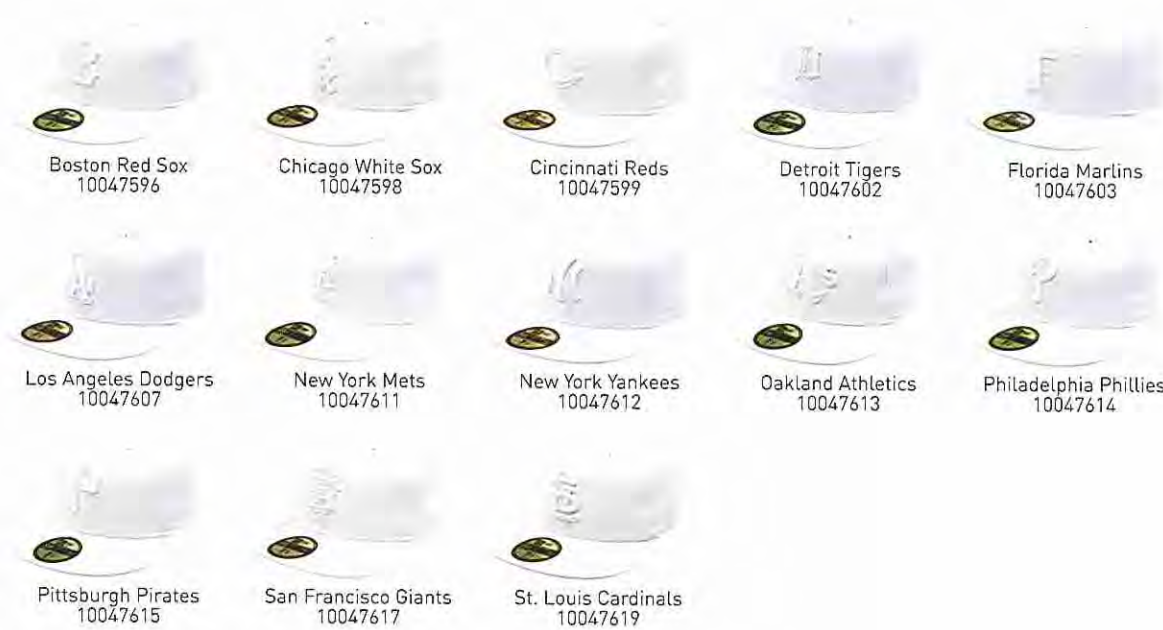 Boston Red Sox
10047596
Chicago White Sox
10047598
Cincinnati Reds
10047599
Detroit Tigers
10047602
Florida Marlins
10047603
Los Angeles Dodgers
10047607
New York Mets
10047611
New York Yankees
10047612
Oakland Athletics
10047613
Philadelphia Phillies
10047614
Pittsburgh Pirates
10047615
San Francisco Giants
10047617
St. Louis Cardinals
10047619